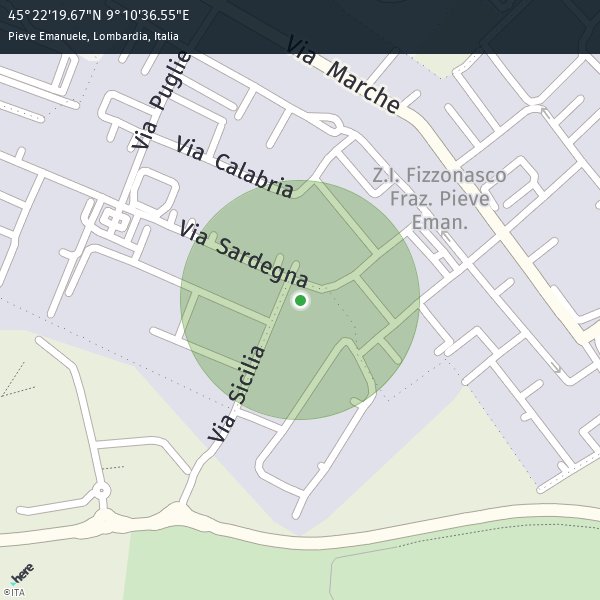 45°22'19.67"N 9°10'36.55"E
Pieve Emanuele, Lombardia, Italia
Via Marche
Via Puglie
Via Calabria
Z.I. Fizzonasco
Fraz. Pieve
Eman.
Via Sardegna
Via Sicilia
here
©ITA